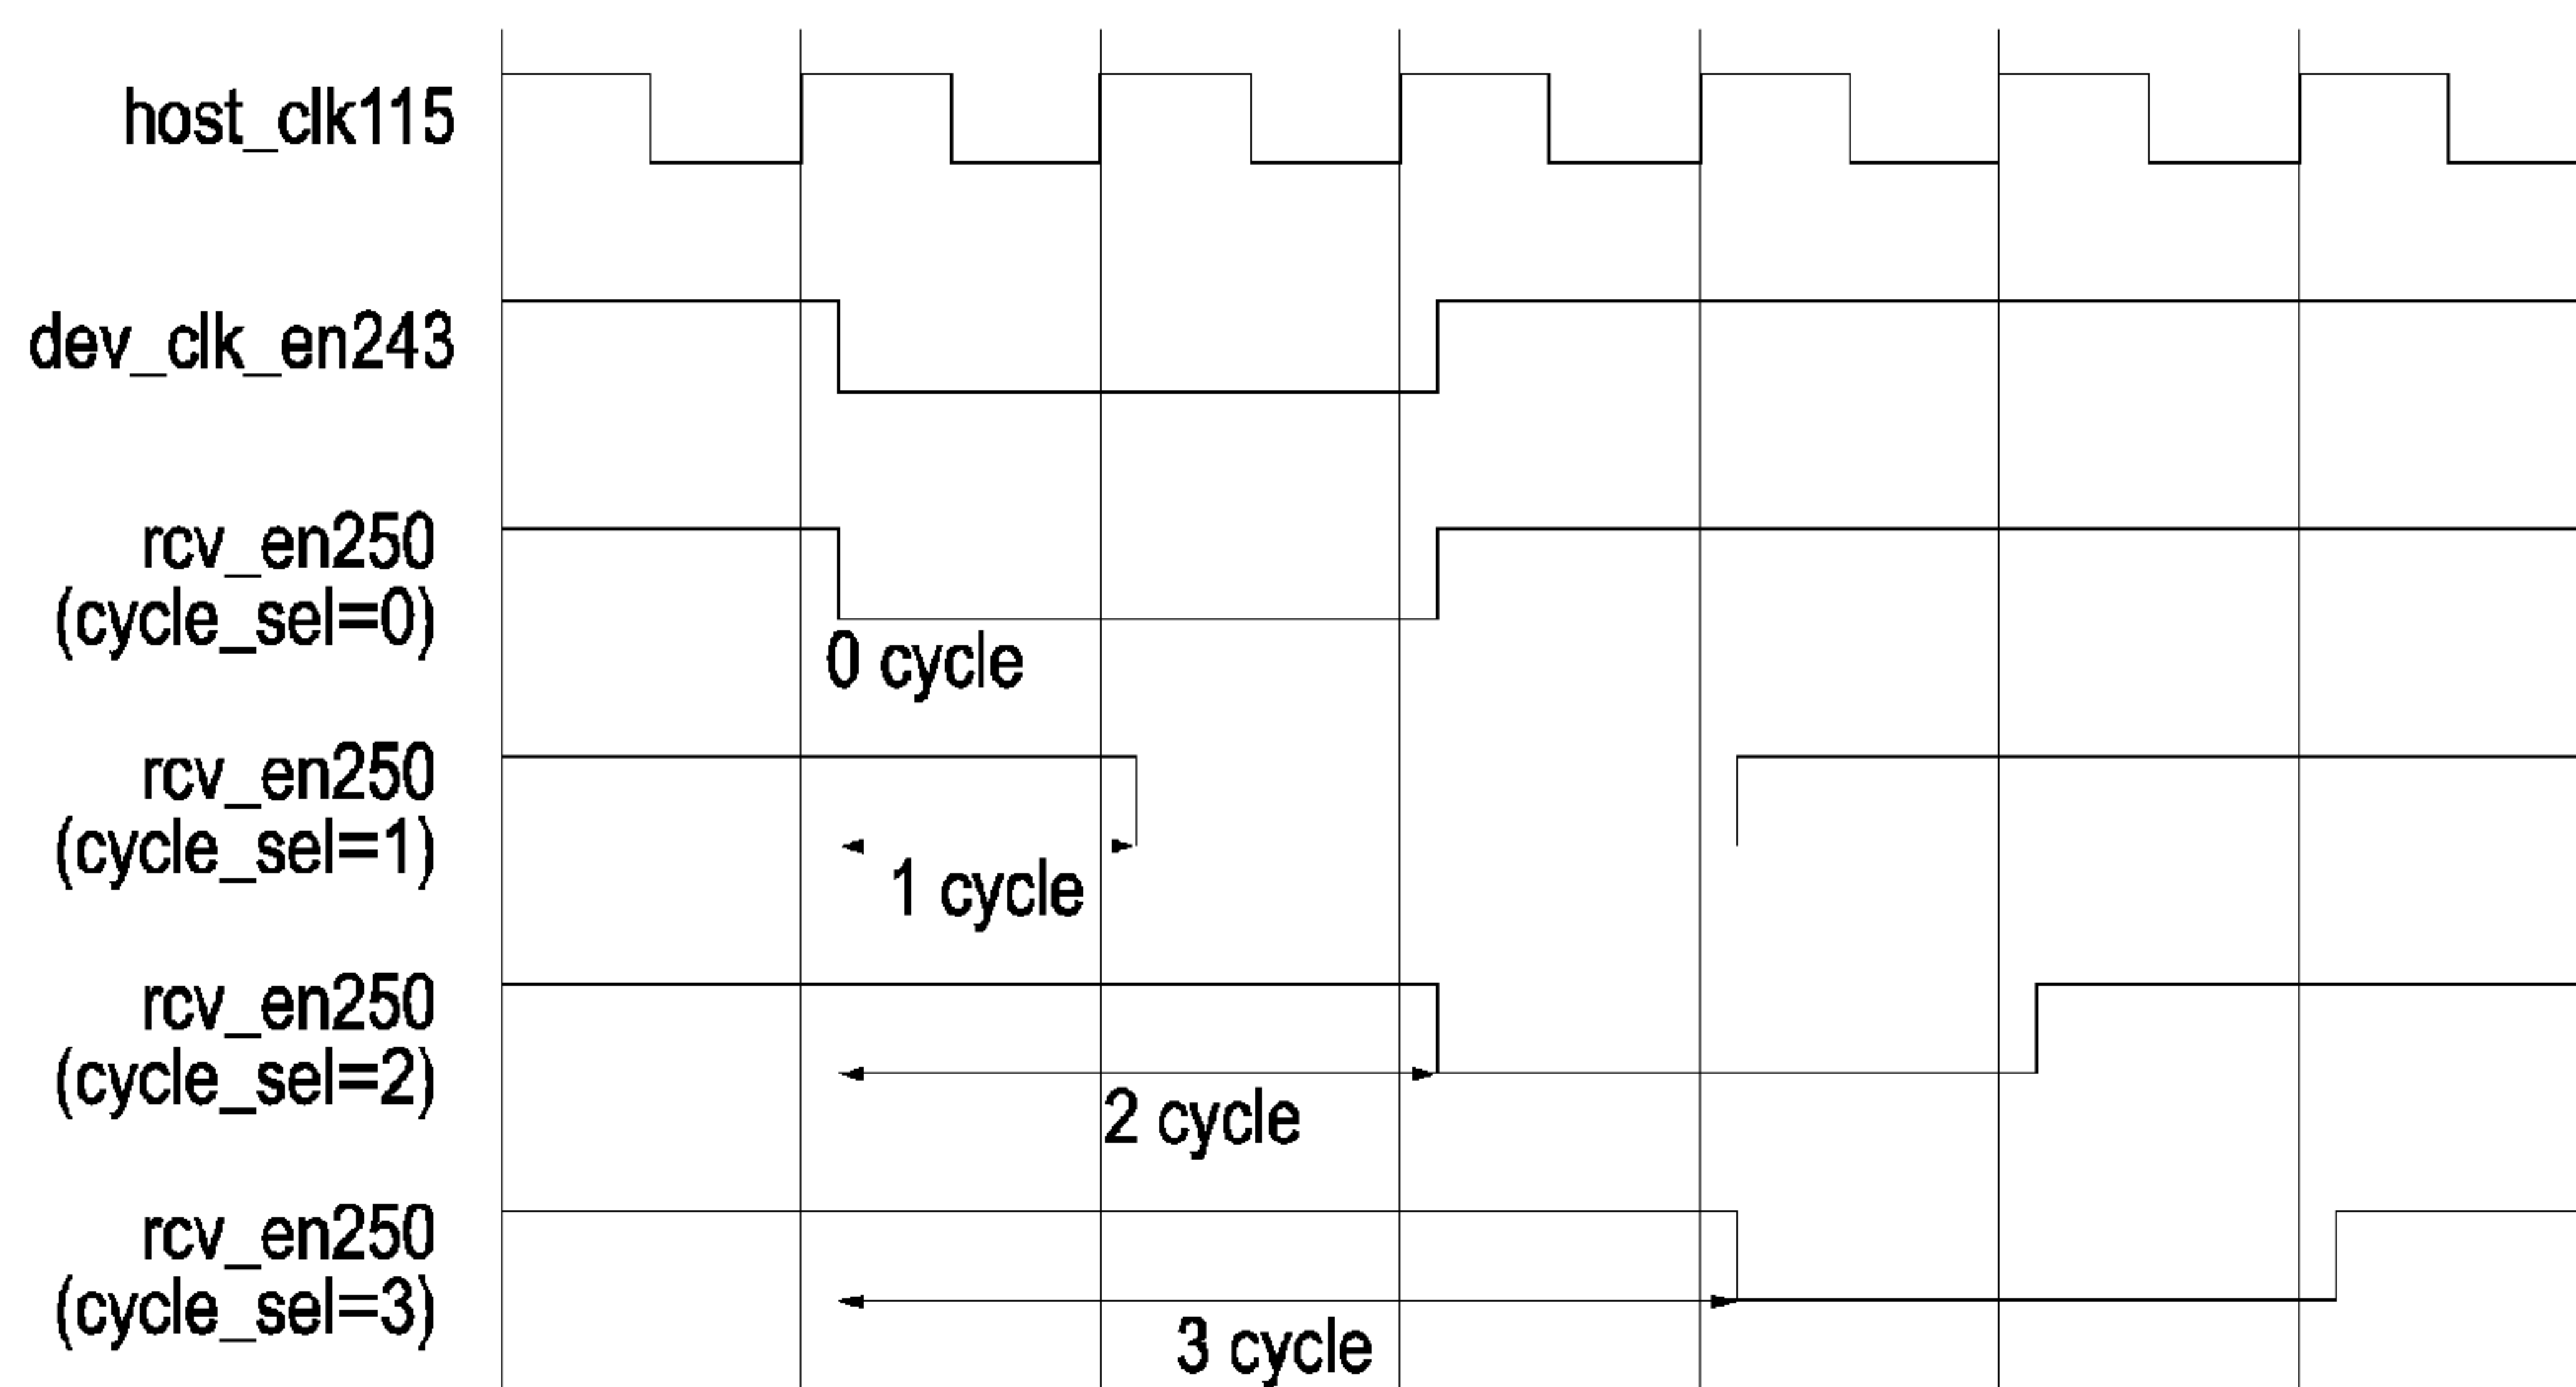 host_clk115
dev_clk_en243
rcv_en250
(cycle_sel=0)
0 cycle
rcv_en250
(cycle_sel=1)
1 cycle
rcv_en250
(cycle_sel=2)
2 cycle
rcv_en250
(cycle_sel=3)
3 cycle